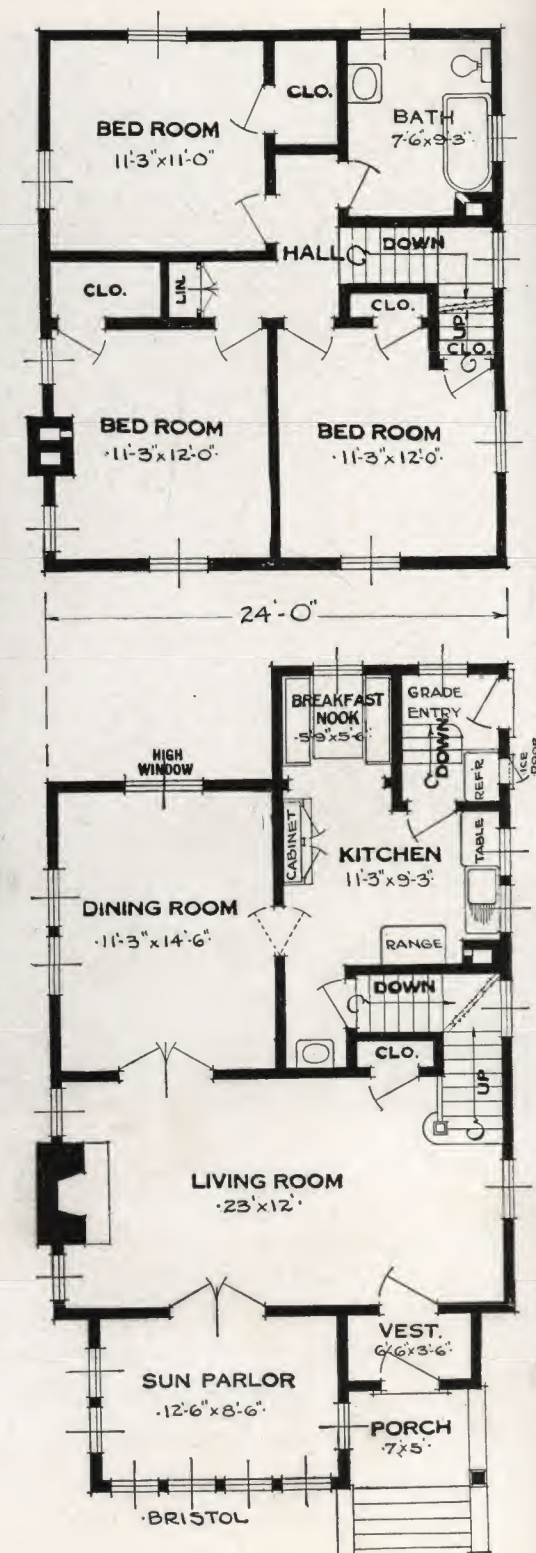 CLO.
BED ROOM
11'-3"x11'-0"
BATH
7'-6"x9'-3"
HALL
DOWN
CLO.
LIN.
CLO.
UP
CLO.
BED ROOM
11'-3"x12'-0"
BED ROOM
11'-3"x12'-0"
24'-0"
BREAKFAST
NOOK
5'9"x5'6"
GRADE
ENTRY
DOWN
REFR
ICE
DOOR
HIGH
WINDOW
CABINET
KITCHEN
11'-3"x9'-3"
TABLE
DINING ROOM
11'-3"x14'-6"
RANGE
DOWN
CLO.
UP
LIVING ROOM
23'x12'
VEST.
6'6"x3'-6"
SUN PARLOR
12'-6"x8'-6"
PORCH
7'x5'
BRISTOL